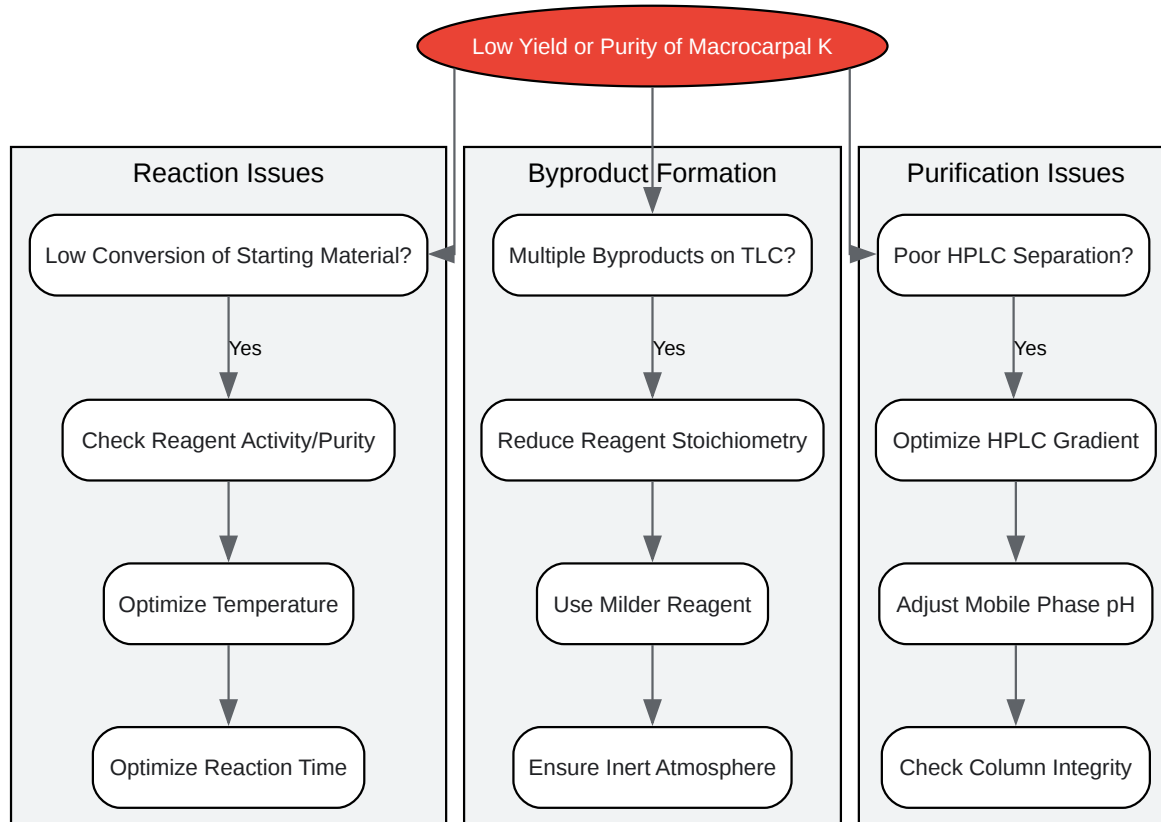 Low Yield or Purity of Macrocarpal K
Reaction Issues
Low Conversion of Starting Material?
Yes
Check Reagent Activity/Purity
Optimize Temperature
Optimize Reaction Time
Byproduct Formation
Multiple Byproducts on TLC?
Yes
Reduce Reagent Stoichiometry
Use Milder Reagent
Ensure Inert Atmosphere
Purification Issues
Poor HPLC Separation?
Yes
Optimize HPLC Gradient
Adjust Mobile Phase pH
Check Column Integrity